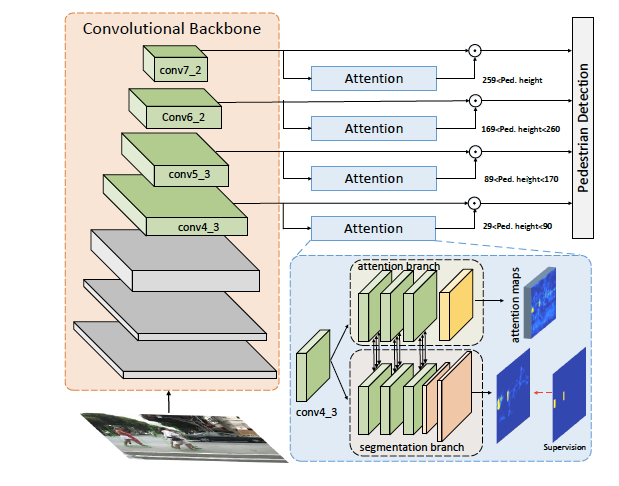 Convolutional Backbone
conv7_2
Attention
259<Ped. height
Conv6_2
Attention
169<Ped. height<260
conv5_3
Attention
89<Ped. height<170
conv4_3
Attention
29<Ped. height<90
Pedestrian Detection
attention branch
attention maps
conv4_3
segmentation branch
Supervision